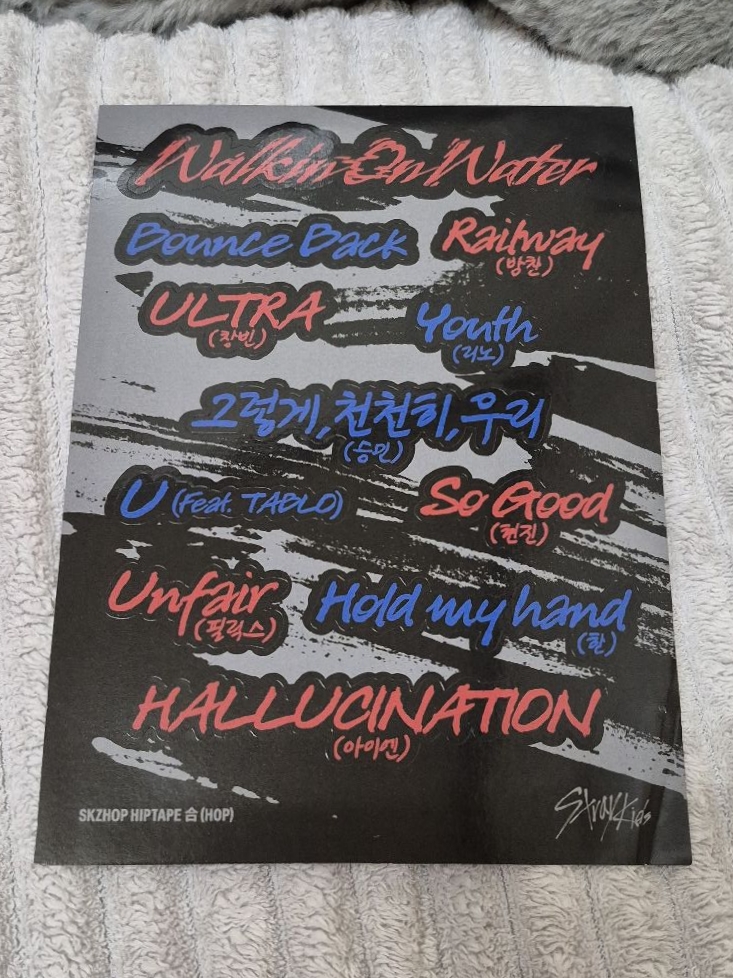 Walkin On Water
Bounce Back
Railway
(방찬)
ULTRA
(창빈)
Youth
(리노)
그렇게, 천천히, 우리
(승민)
U (Feat. TABLO)
So Good
(현진)
Unfair
(필릭스)
Hold my hand
(한)
HALLUCINATION
(아이엔)
SKZHOP HIPTAPE 合 (HOP)
Stray Kids